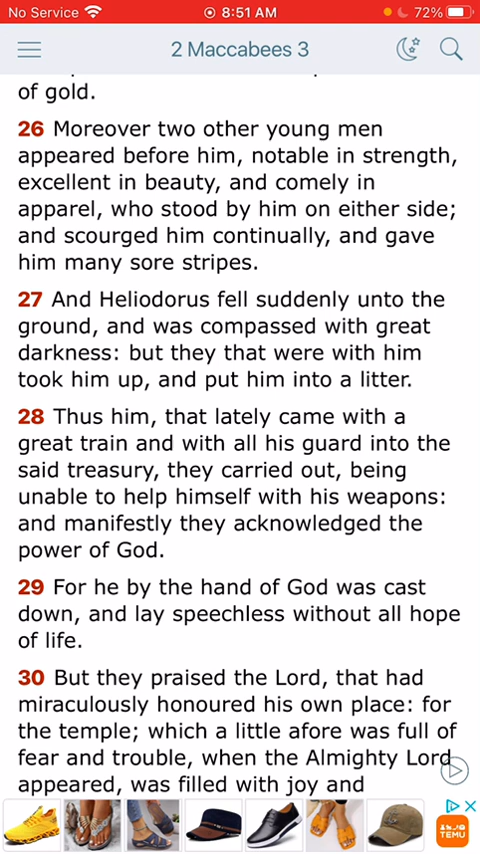 No Service 8:51 AM 72%
2 Maccabees 3
of gold.
26 Moreover two other young men
appeared before him, notable in strength,
excellent in beauty, and comely in
apparel, who stood by him on either side;
and scourged him continually, and gave
him many sore stripes.
27 And Heliodorus fell suddenly unto the
ground, and was compassed with great
darkness: but they that were with him
took him up, and put him into a litter.
28 Thus him, that lately came with a
great train and with all his guard into the
said treasury, they carried out, being
unable to help himself with his weapons:
and manifestly they acknowledged the
power of God.
29 For he by the hand of God was cast
down, and lay speechless without all hope
of life.
30 But they praised the Lord, that had
miraculously honoured his own place: for
the temple; which a little afore was full of
fear and trouble, when the Almighty Lord
appeared, was filled with joy and
TEMU